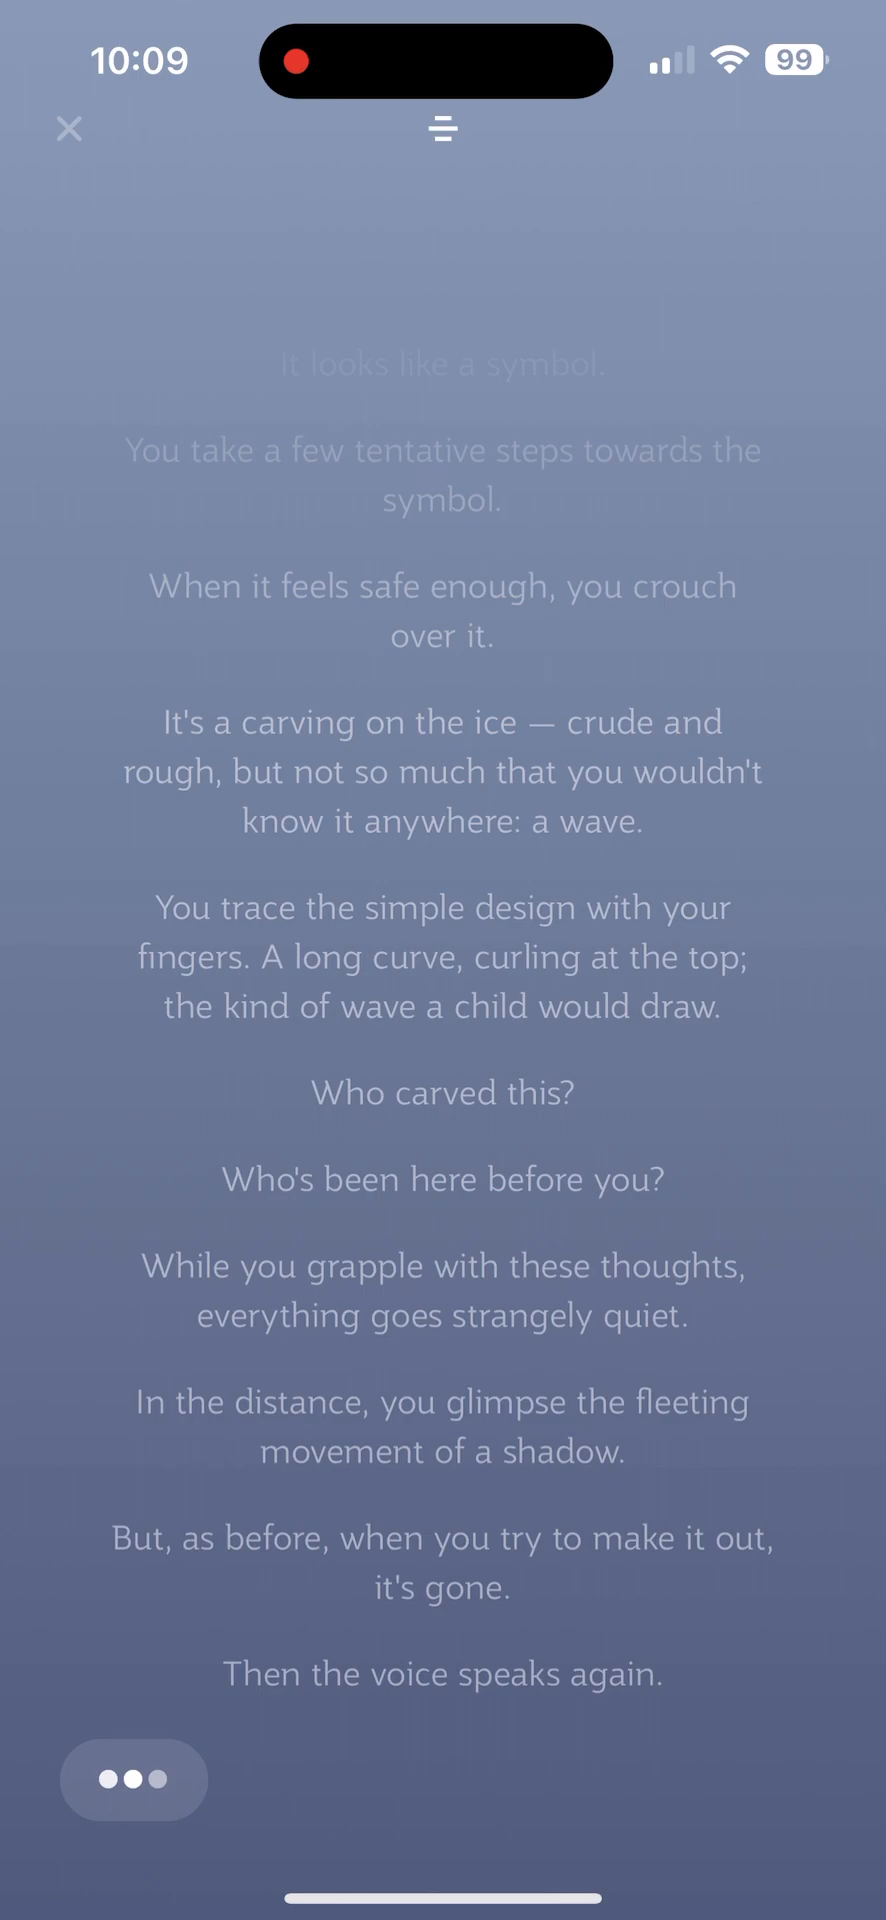 10:09
99
It looks like a symbol.
You take a few tentative steps towards the
symbol.
When it feels safe enough, you crouch
over it.
It's a carving on the ice — crude and
rough, but not so much that you wouldn't
know it anywhere: a wave.
You trace the simple design with your
fingers. A long curve, curling at the top;
the kind of wave a child would draw.
Who carved this?
Who's been here before you?
While you grapple with these thoughts,
everything goes strangely quiet.
In the distance, you glimpse the fleeting
movement of a shadow.
But, as before, when you try to make it out,
it's gone.
Then the voice speaks again.